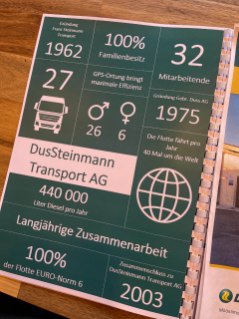 Gründung
Hans Steinmann
Transport
1962
100%
Familienbesitz
32
Mitarbeitende
27
GPS-Ortung bringt
maximale Effizienz
26
6
Gründung Gebr. Duss AG
1975
Die Flotte fährt pro
Jahr
40 Mal um die Welt
DusSteinmann
Transport AG
440 000
Liter Diesel pro Jahr
Langjährige Zusammenarbeit
100%
der Flotte EURO-Norm 6
Zusammenschluss zu
DusSteinmann Transport AG
2003